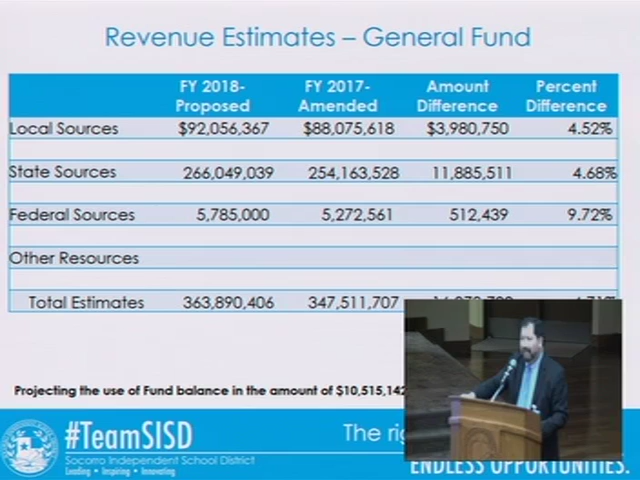 Revenue Estimates – General Fund
FY 2018- FY 2017- Amount Percent
Proposed Amended Difference Difference
Local Sources $92,056,367 $88,075,618 $3,980,750 4.52%
State Sources 266,049,039 254,163,528 11,885,511 4.68%
Federal Sources 5,785,000 5,272,561 512,439 9.72%
Other Resources
Total Estimates 363,890,406 347,511,707
Projecting the use of Fund balance in the amount of $10,515,142
#TeamSISD The
Socorro Independent School District
Leading • Inspiring • Innovating
ENDLESS OPPORTUNITIES.